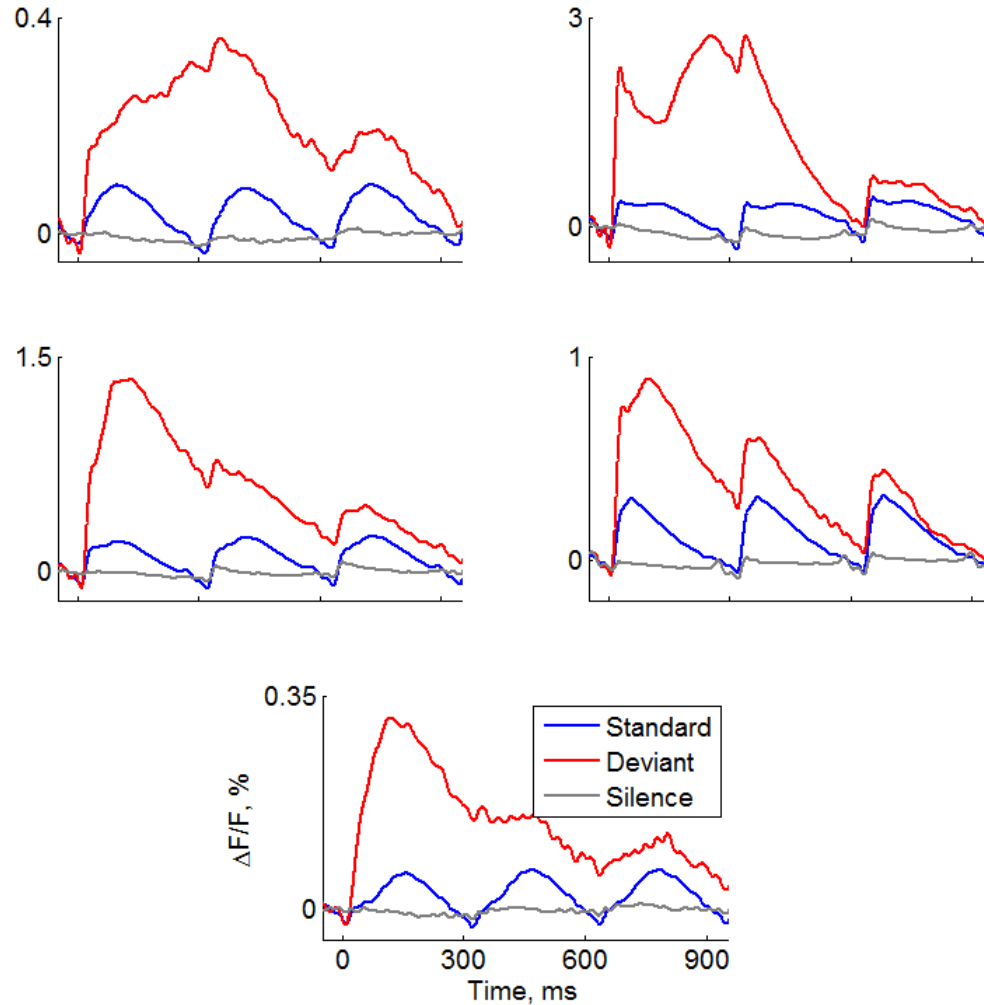 0.4
0
3
0
1.5
0
1
0
0.35
0
ΔF/F, %
Standard
Deviant
Silence
0 300 600 900
Time, ms